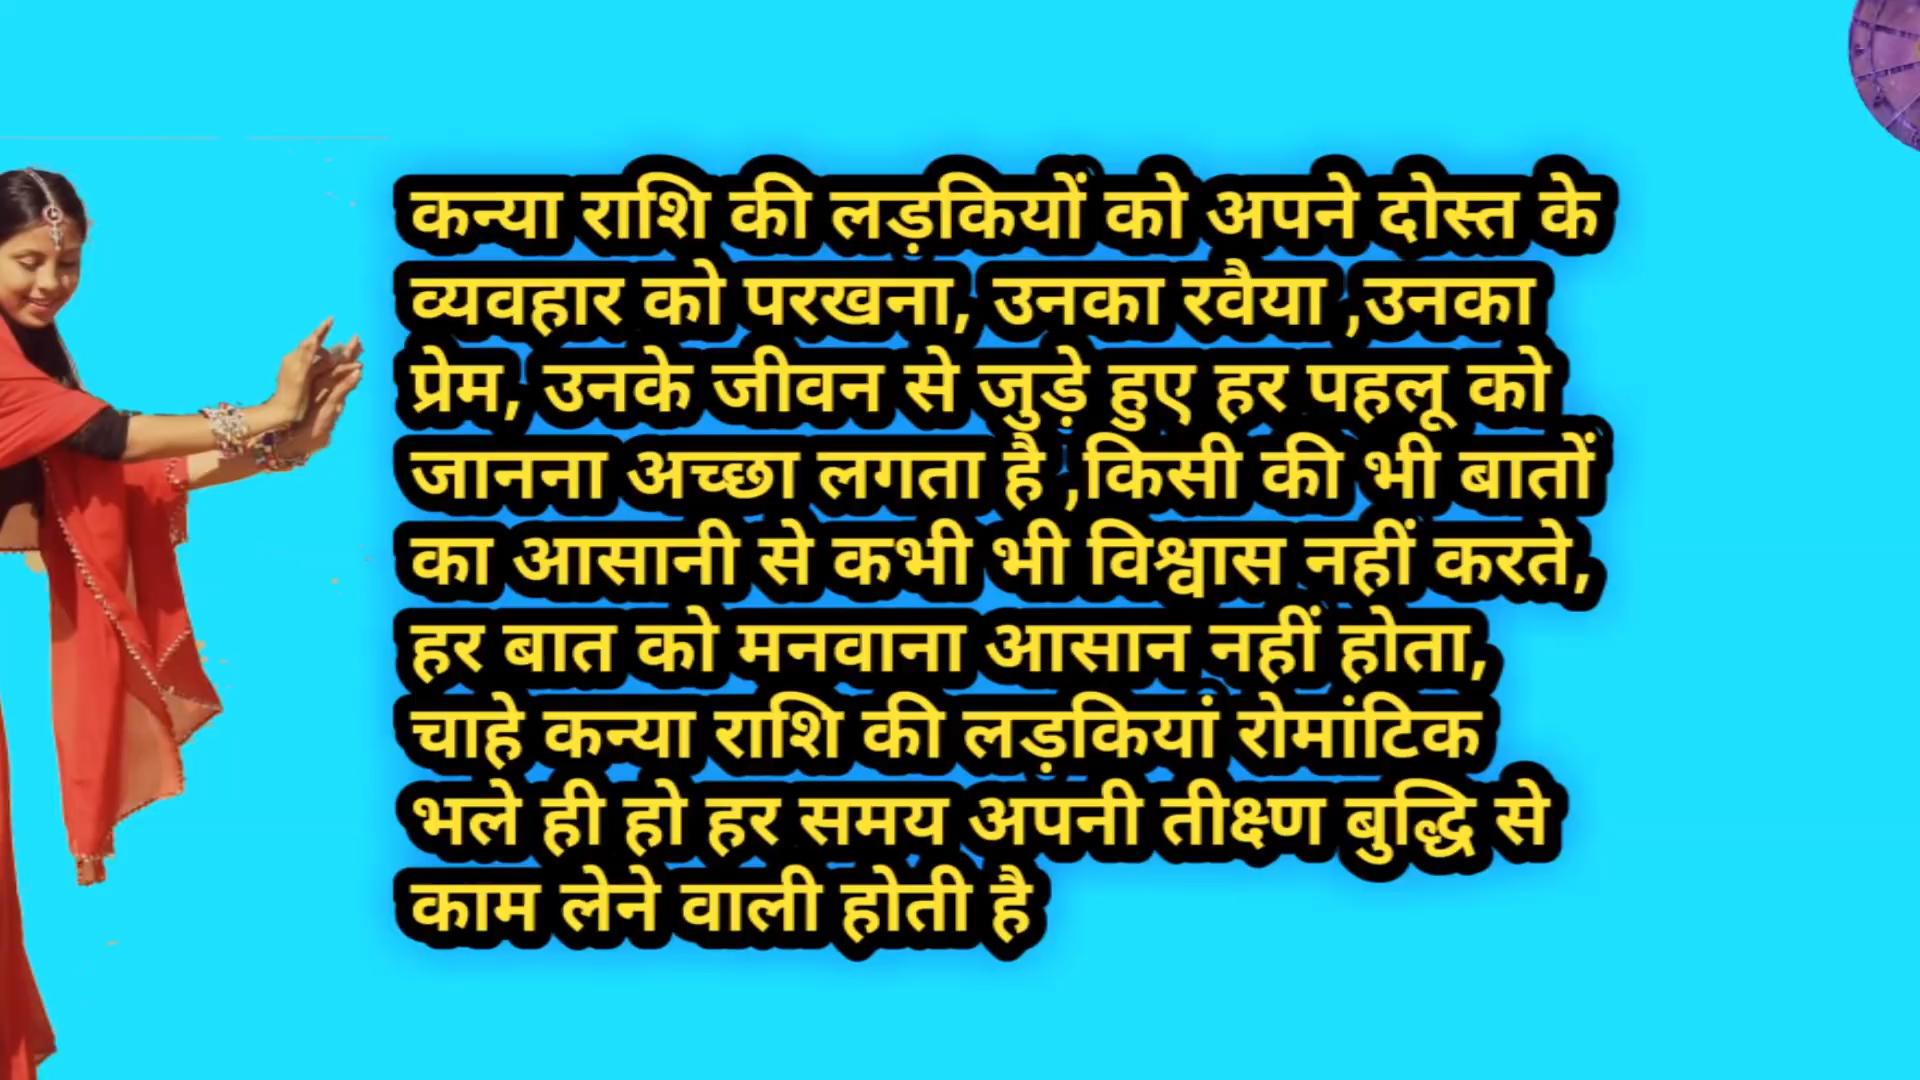 कन्या राशि की लड़कियों को अपने दोस्त के
व्यवहार को परखना, उनका रवैया ,उनका
प्रेम, उनके जीवन से जुड़े हुए हर पहलू को
जानना अच्छा लगता है ,किसी की भी बातों
का आसानी से कभी भी विश्वास नहीं करते,
हर बात को मनवाना आसान नहीं होता,
चाहे कन्या राशि की लड़कियां रोमांटिक
भले ही हो हर समय अपनी तीक्ष्ण बुद्धि से
काम लेने वाली होती है